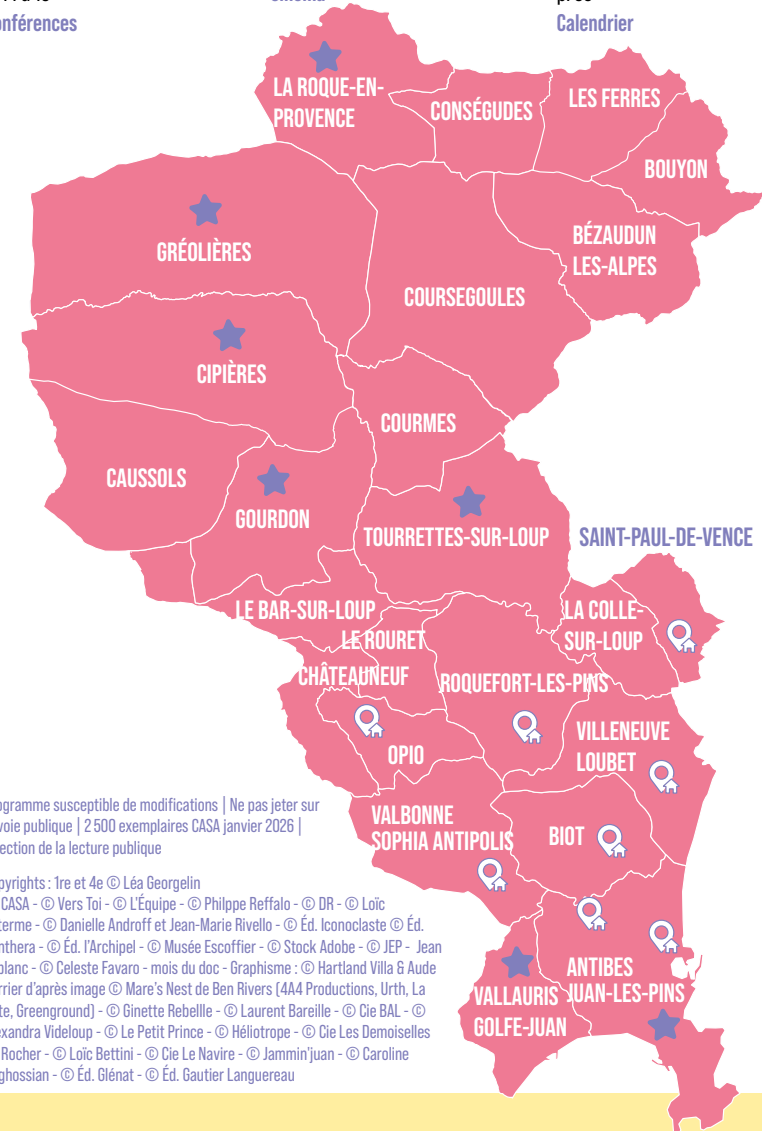 onférences
Calendrier
LA ROQUE-EN-
PROVENCE
CONSÉGUDES
LES FERRES
BOUYON
GRÉOLIÈRES
BÉZAUDUN
LES-ALPES
COURSEGOULES
CIPIÈRES
COURMES
CAUSSOLS
GOURDON
TOURRETTES-SUR-LOUP
SAINT-PAUL-DE-VENCE
LE BAR-SUR-LOUP
LA COLLE-
SUR-LOUP
LE ROURET
CHÂTEAUNEUF
ROQUEFORT-LES-PINS
OPIO
VILLENEUVE
LOUBET
VALBONNE
SOPHIA ANTIPOLIS
BIOT
ANTIBES
JUAN-LES-PINS
VALLAURIS
GOLFE-JUAN
ogramme susceptible de modifications | Ne pas jeter sur
voie publique | 2 500 exemplaires CASA janvier 2026 |
ection de la lecture publique
pyrights : 1re et 4e © Léa Georgelin
CASA - © Vers Toi - © L'Équipe - © Philppe Reffalo - © DR - © Loïc
terme - © Danielle Androff et Jean-Marie Rivello - © Éd. Iconoclaste © Éd.
nthera - © Éd. l'Archipel - © Musée Escoffier - © Stock Adobe - © JEP - Jean
blanc - © Celeste Favaro - mois du doc - Graphisme : © Hartland Villa & Aude
rrier d'après image © Mare's Nest de Ben Rivers (4A4 Productions, Urth, La
te, Greenground) - © Ginette Rebellle - © Laurent Bareille - © Cie BAL - ©
exandra Videloup - © Le Petit Prince - © Héliotrope - © Cie Les Demoiselles
Rocher - © Loïc Bettini - © Cie Le Navire - © Jammin'juan - © Caroline
ghossian - © Éd. Glénat - © Éd. Gautier Languereau